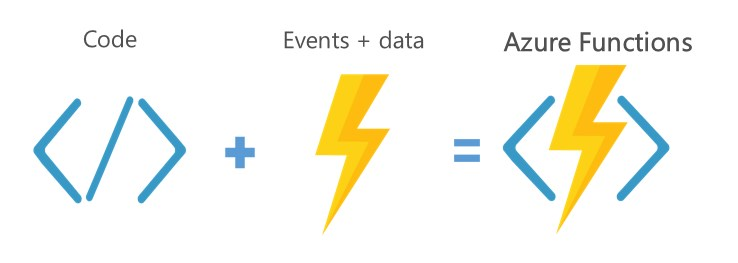 Code
Events + data
Azure Functions